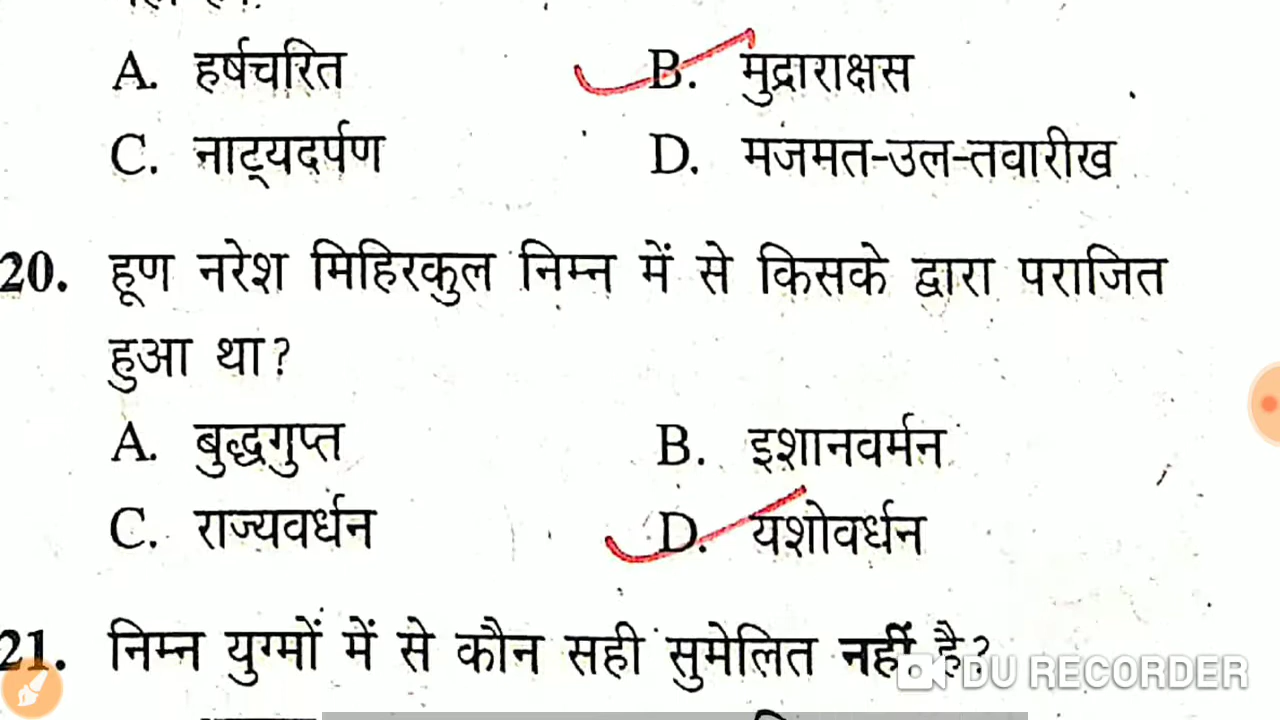 A. हर्षचरित B. मुद्राराक्षस
C. नाट्यदर्पण D. मजमत-उल-तवारीख
20. हूण नरेश मिहिरकुल निम्न में से किसके द्वारा पराजित
हुआ था?
A. बुद्धगुप्त B. इशानवर्मन
C. राज्यवर्धन D. यशोवर्धन
21. निम्न युग्मों में से कौन सही सुमेलित नहीं है?
DU RECORDER